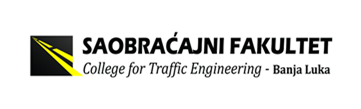 SAOBRAĆAJNI FAKULTET
College for Traffic Engineering - Banja Luka